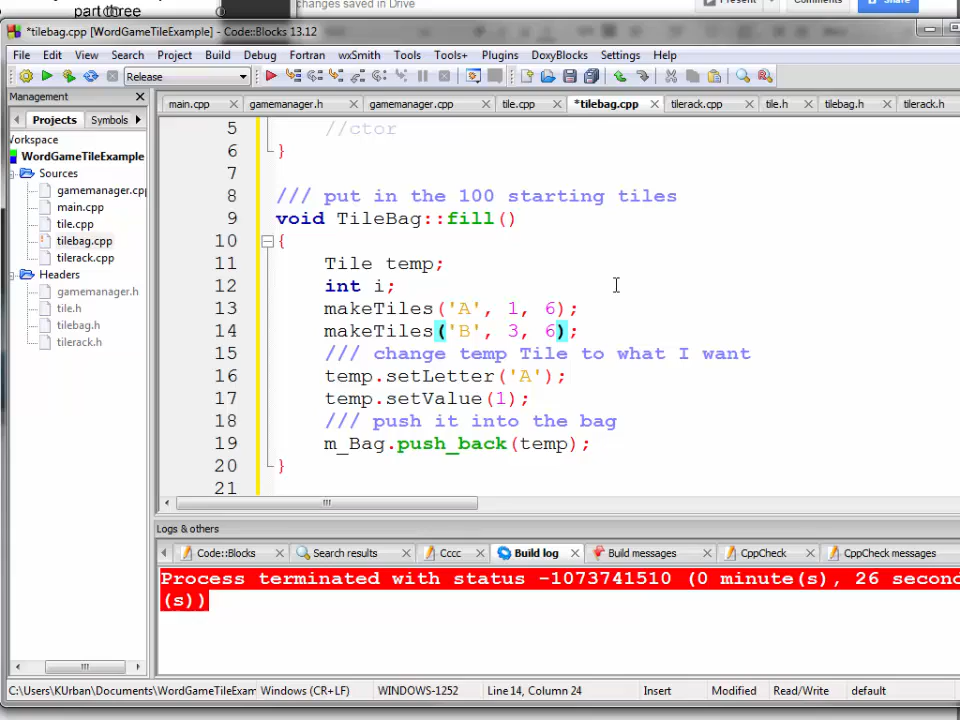 part three
changes saved in Drive
Present
Comments
Share
*tilebag.cpp [WordGameTileExample] - Code::Blocks 13.12
File Edit View Search Project Build Debug Fortran wxSmith Tools Tools+ Plugins DoxyBlocks Settings Help
Release
Management
main.cpp gamemanager.h gamemanager.cpp tile.cpp *tilebag.cpp tilerack.cpp tile.h tilebag.h tilerack.h
Projects Symbols
Workspace
WordGameTileExample
Sources
gamemanager.cpp
main.cpp
tile.cpp
tilebag.cpp
tilerack.cpp
Headers
gamemanager.h
tile.h
tilebag.h
tilerack.h
5 //ctor
6 }
7
8 /// put in the 100 starting tiles
9 void TileBag::fill()
10 {
11 Tile temp;
12 int i;
13 makeTiles('A', 1, 6);
14 makeTiles('B', 3, 6);
15 /// change temp Tile to what I want
16 temp.setLetter('A');
17 temp.setValue(1);
18 /// push it into the bag
19 m_Bag.push_back(temp);
20 }
21
Logs & others
Code::Blocks Search results Cccc Build log Build messages CppCheck CppCheck messages
Process terminated with status -1073741510 (0 minute(s), 26 second
(s))
C:\Users\KUrban\Documents\WordGameTileExam Windows (CR+LF) WINDOWS-1252 Line 14, Column 24 Insert Modified Read/Write default